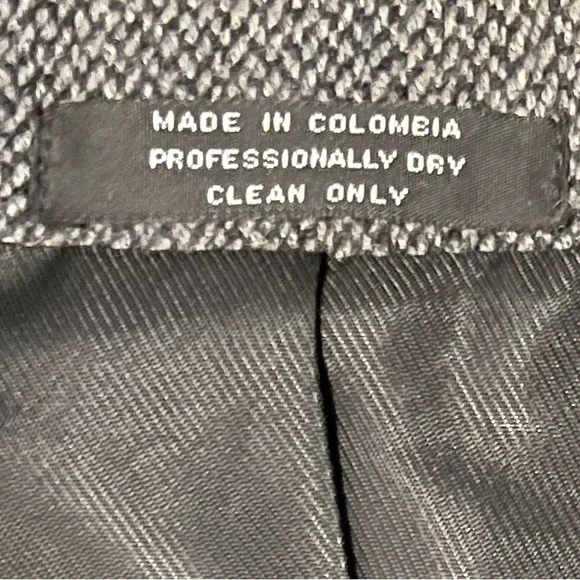 MADE IN COLOMBIA
PROFESSIONALLY DRY
CLEAN ONLY